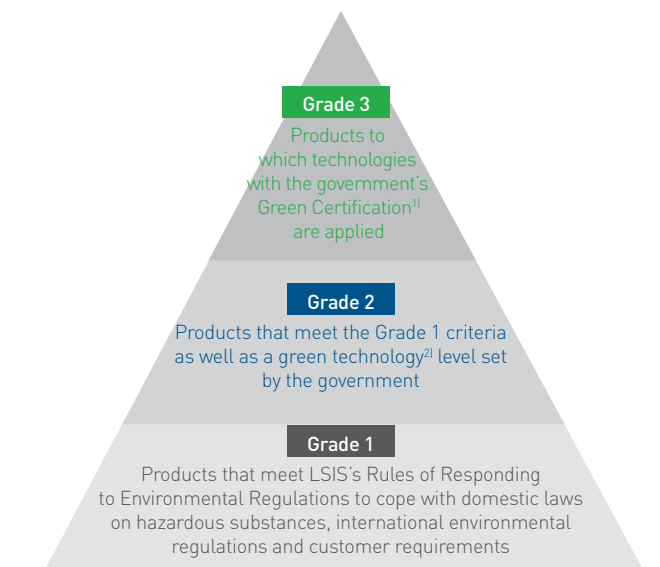 Grade 3
Products to
which technologies
with the government's
Green Certification1)
are applied
Grade 2
Products that meet the Grade 1 criteria
as well as a green technology2) level set
by the government
Grade 1
Products that meet LSIS's Rules of Responding
to Environmental Regulations to cope with domestic laws
on hazardous substances, international environmental
regulations and customer requirements